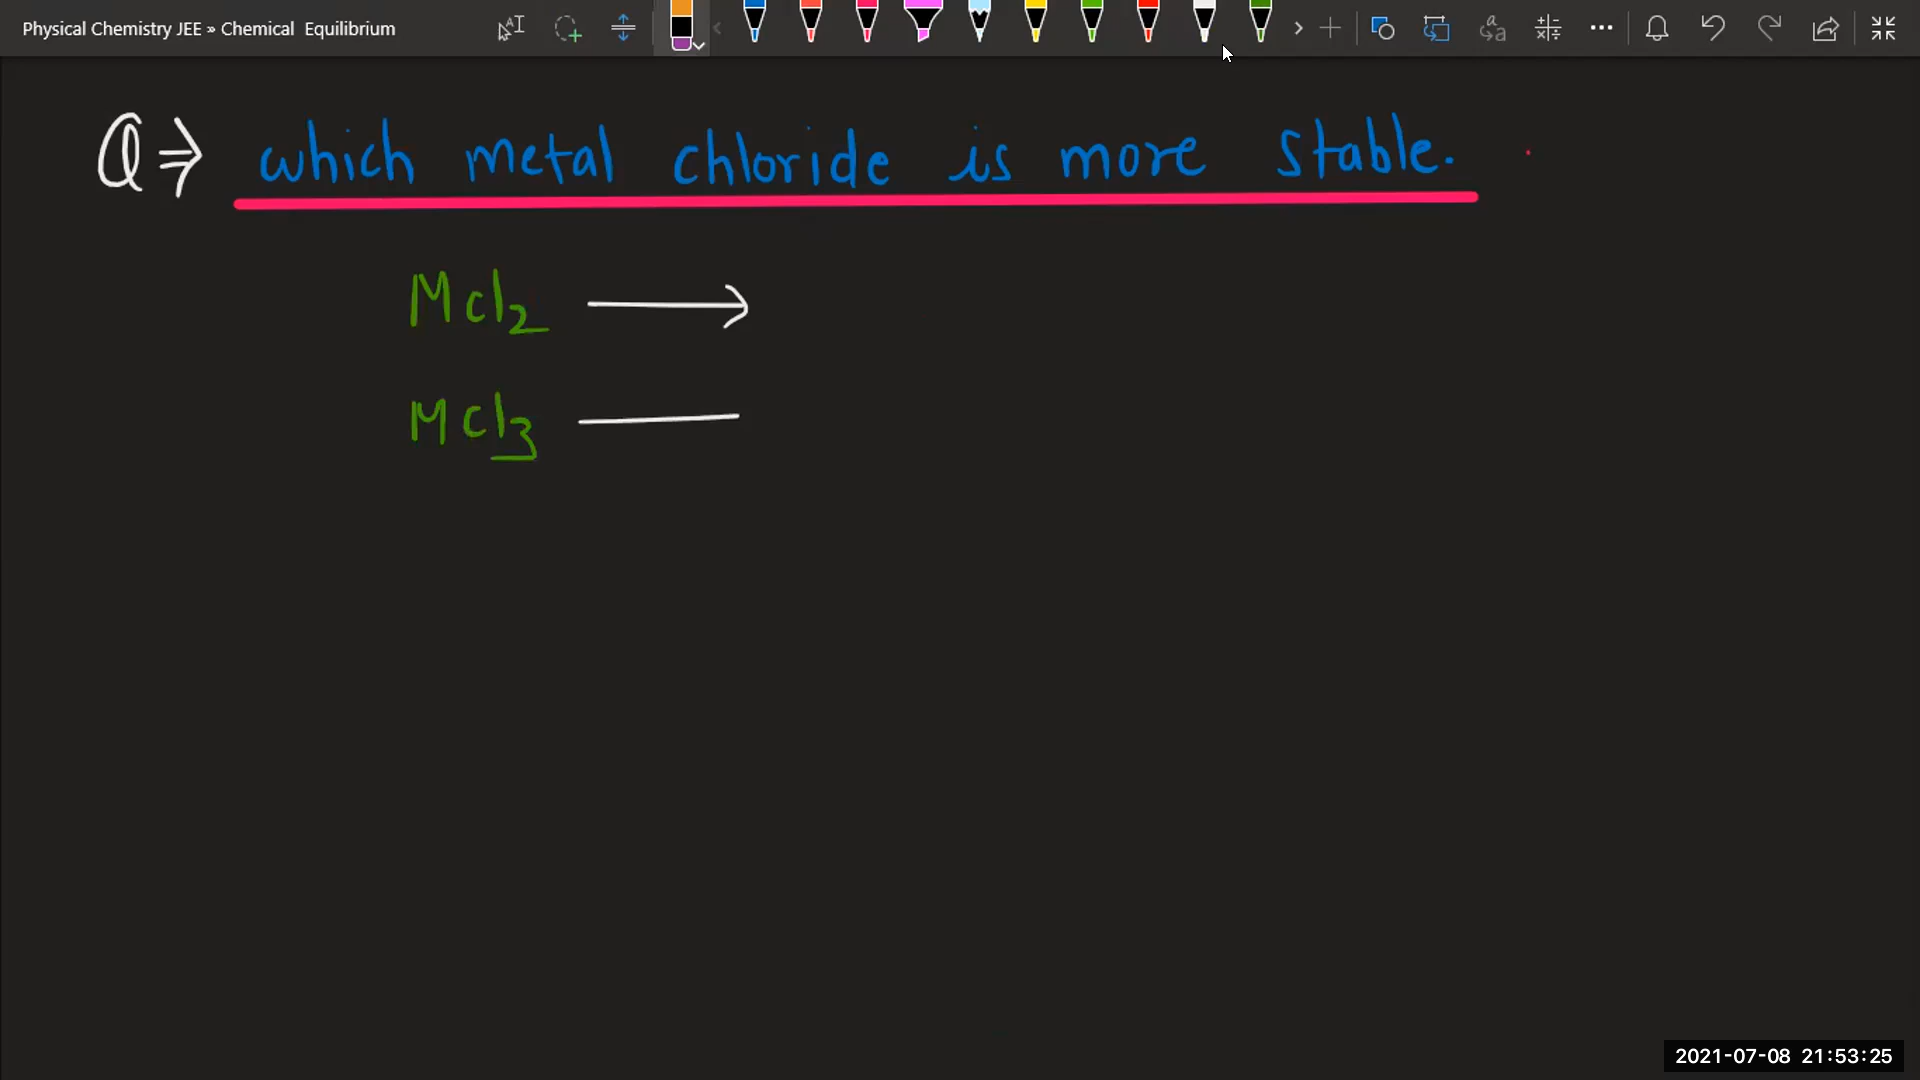 Physical Chemistry JEE » Chemical Equilibrium
Q ⇒ which metal chloride is more stable.
MCl₂ ⟶
MCl₃ —
2021-07-08 21:53:25